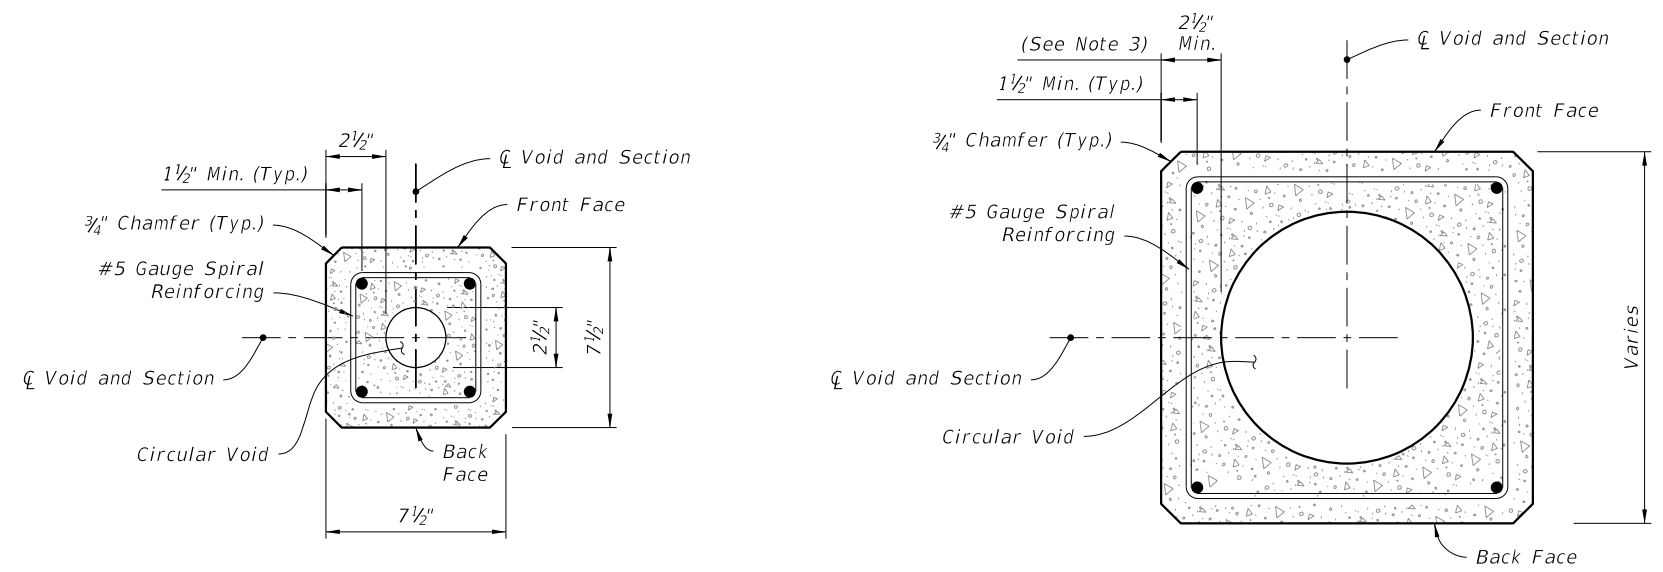 2½"
1½" Min. (Typ.)
℄ Void and Section
Front Face
¾" Chamfer (Typ.)
#5 Gauge Spiral
Reinforcing
2½"
7½"
℄ Void and Section
Circular Void
Back
Face
7½"
2½"
Min.
(See Note 3)
℄ Void and Section
1½" Min. (Typ.)
Front Face
¾" Chamfer (Typ.)
#5 Gauge Spiral
Reinforcing
Varies
℄ Void and Section
Circular Void
Back Face